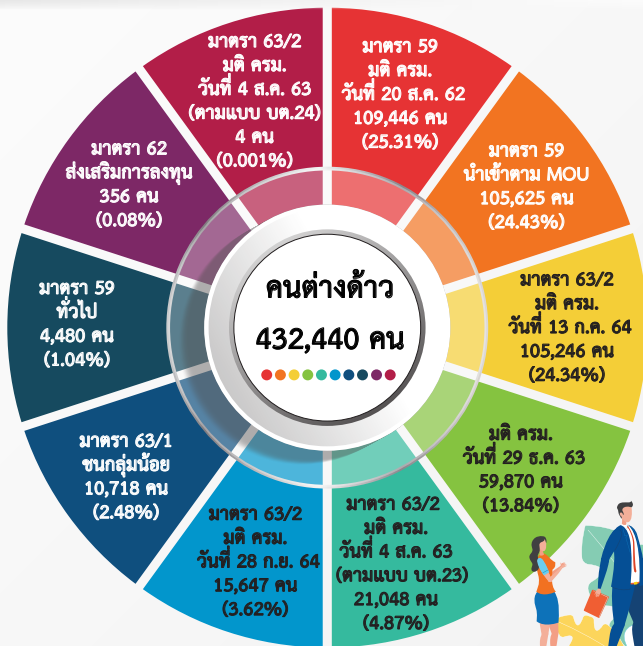 คนต่างด้าว
432,440 คน
มาตรา 59
มติ ครม.
วันที่ 20 ส.ค. 62
109,446 คน
(25.31%)
มาตรา 59
นำเข้าตาม MOU
105,625 คน
(24.43%)
มาตรา 63/2
มติ ครม.
วันที่ 13 ก.ค. 64
105,246 คน
(24.34%)
มติ ครม.
วันที่ 29 ธ.ค. 63
59,870 คน
(13.84%)
มาตรา 63/2
มติ ครม.
วันที่ 4 ส.ค. 63
(ตามแบบ บต.23)
21,048 คน
(4.87%)
มาตรา 63/2
มติ ครม.
วันที่ 28 ก.ย. 64
15,647 คน
(3.62%)
มาตรา 63/1
ชนกลุ่มน้อย
10,718 คน
(2.48%)
มาตรา 59
ทั่วไป
4,480 คน
(1.04%)
มาตรา 62
ส่งเสริมการลงทุน
356 คน
(0.08%)
มาตรา 63/2
มติ ครม.
วันที่ 4 ส.ค. 63
(ตามแบบ บต.24)
4 คน
(0.001%)